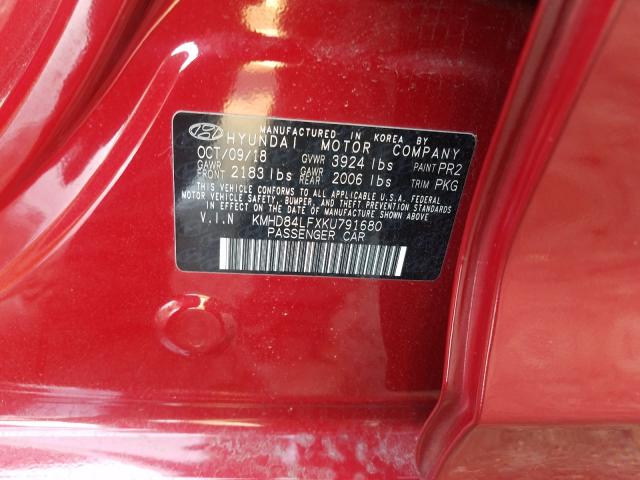 MANUFACTURED IN KOREA BY
HYUNDAI MOTOR COMPANY
OCT/09/18 GVWR 3924 lbs PAINT PR2
GAWR FRONT 2183 lbs GAWR REAR 2006 lbs TRIM PKG
THIS VEHICLE CONFORMS TO ALL APPLICABLE U.S.A. FEDERAL
MOTOR VEHICLE SAFETY, BUMPER, AND THEFT PREVENTION STANDARDS IN
EFFECT ON THE DATE OF MANUFACTURE SHOWN ABOVE.
V.I.N KMHD84LFXKU791680
PASSENGER CAR